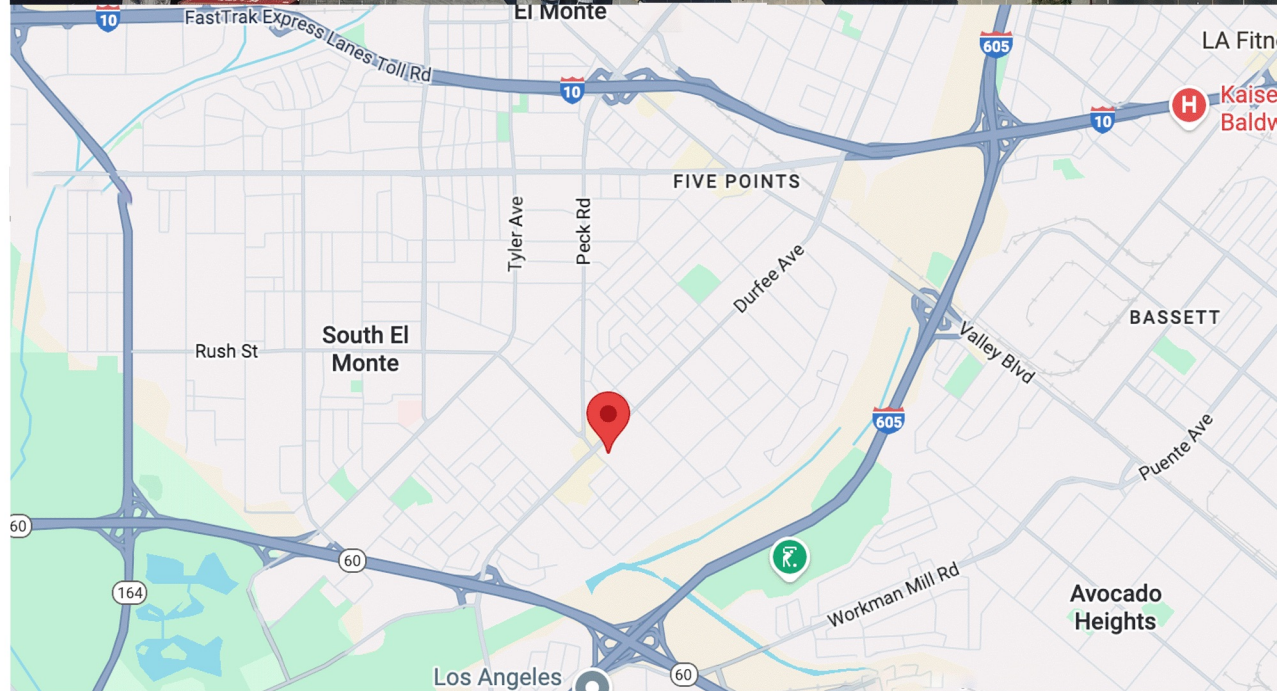 El Monte
10
FastTrak Express Lanes Toll Rd
605
LA Fitn
10
10
H
Kaise
Baldw
FIVE POINTS
Tyler Ave
Peck Rd
Durfee Ave
BASSETT
South El
Monte
Rush St
Valley Blvd
605
Puente Ave
60
60
164
Workman Mill Rd
Avocado
Heights
Los Angeles
60